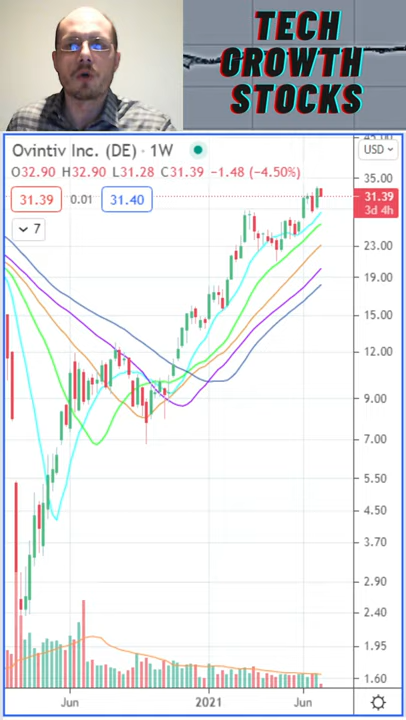 TECH
GROWTH
STOCKS
Ovintiv Inc. (DE) · 1W
O32.90 H32.90 L31.28 C31.39 −1.48 (−4.50%)
31.39 0.01 31.40
7
USD
35.00
31.39
3d 4h
23.00
19.00
15.00
12.00
9.00
7.00
5.50
4.50
3.70
2.90
2.40
1.95
1.60
Jun 2021 Jun